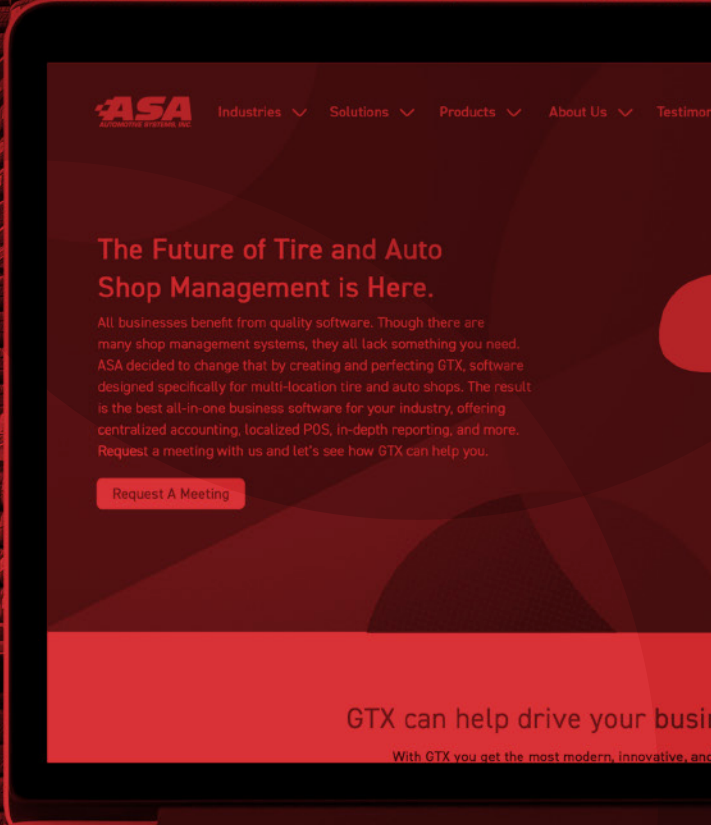 ASA
AUTOMOTIVE SYSTEMS, INC.
Industries Solutions Products About Us Testimon
The Future of Tire and Auto
Shop Management is Here.
All businesses benefit from quality software. Though there are
many shop management systems, they all lack something you need.
ASA decided to change that by creating and perfecting GTX, software
designed specifically for multi-location tire and auto shops. The result
is the best all-in-one business software for your industry, offering
centralized accounting, localized POS, in-depth reporting, and more.
Request a meeting with us and let's see how GTX can help you.
Request A Meeting
GTX can help drive your busin
With GTX you get the most modern, innovative, and